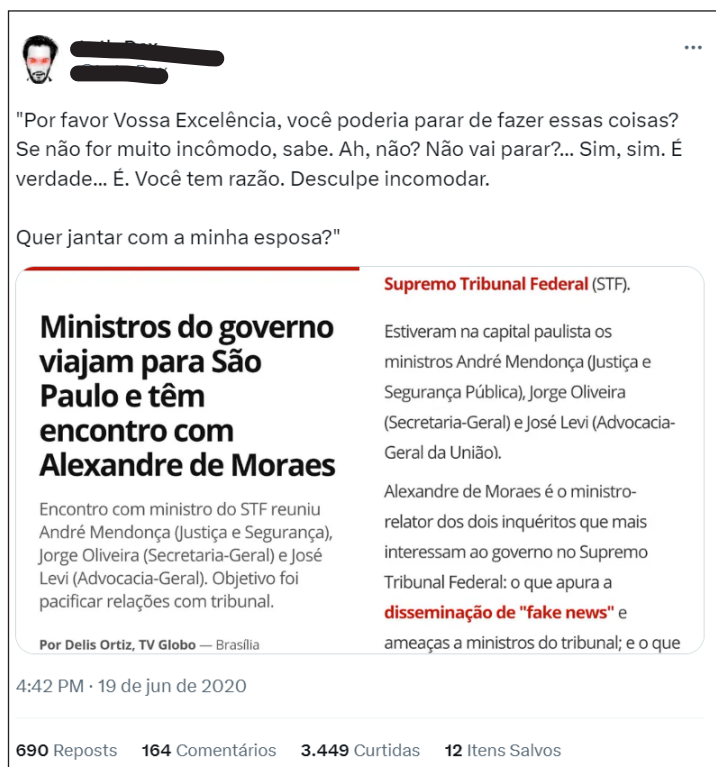 "Por favor Vossa Excelência, você poderia parar de fazer essas coisas?
Se não for muito incômodo, sabe. Ah, não? Não vai parar?... Sim, sim. É
verdade... É. Você tem razão. Desculpe incomodar.
Quer jantar com a minha esposa?"
Ministros do governo
viajam para São
Paulo e têm
encontro com
Alexandre de Moraes
Encontro com ministro do STF reuniu
André Mendonça (Justiça e Segurança),
Jorge Oliveira (Secretaria-Geral) e José
Levi (Advocacia-Geral). Objetivo foi
pacificar relações com tribunal.
Por Delis Ortiz, TV Globo — Brasília
Supremo Tribunal Federal (STF).
Estiveram na capital paulista os
ministros André Mendonça (Justiça e
Segurança Pública), Jorge Oliveira
(Secretaria-Geral) e José Levi (Advocacia-
Geral da União).
Alexandre de Moraes é o ministro-
relator dos dois inquéritos que mais
interessam ao governo no Supremo
Tribunal Federal: o que apura a
disseminação de "fake news" e
ameaças a ministros do tribunal; e o que
4:42 PM · 19 de jun de 2020
690 Reposts 164 Comentários 3.449 Curtidas 12 Itens Salvos